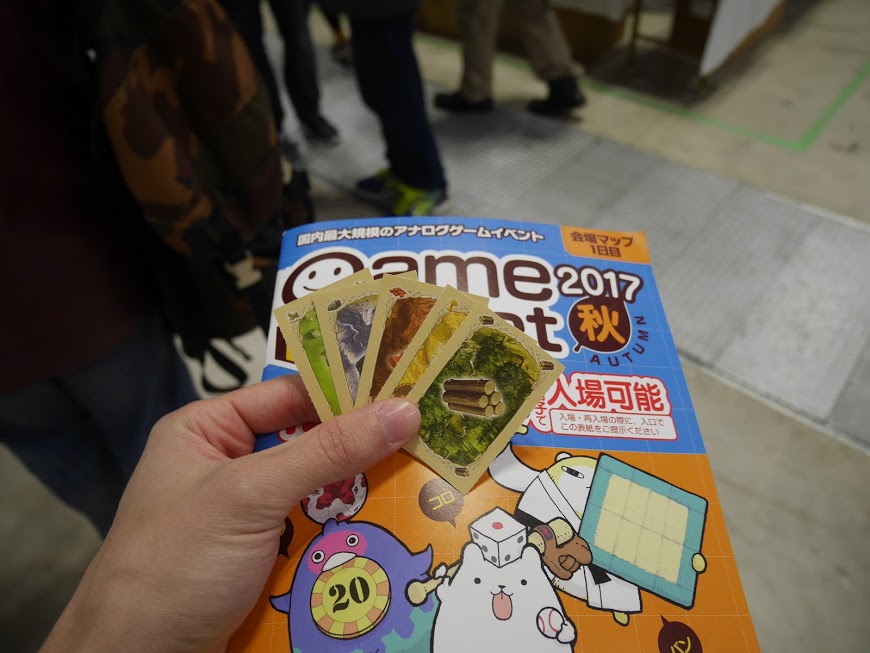 国内最大規模のアナログゲームイベント
会場マップ
1日目
Game
2017
秋
AUTUMN
入場可能
入場・再入場の際に、入口で
この表紙をご提示ください
コロ
20
パン